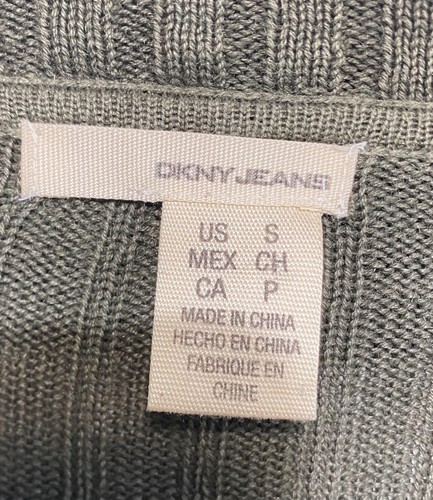 DKNYJEANS
US S
MEX CH
CA P
MADE IN CHINA
HECHO EN CHINA
FABRIQUE EN
CHINE